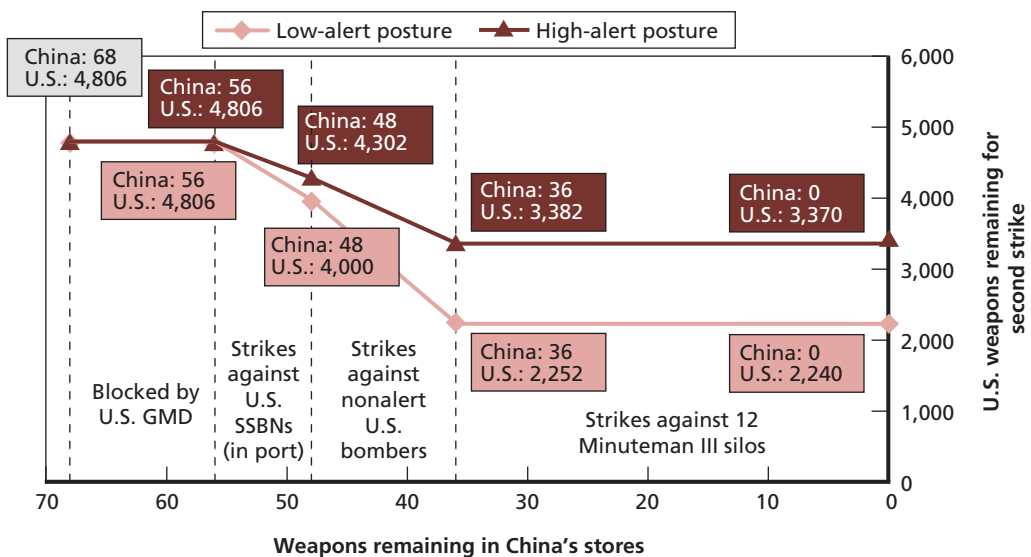 Low-alert posture
High-alert posture
China: 68
U.S.: 4,806
China: 56
U.S.: 4,806
China: 48
U.S.: 4,302
China: 36
U.S.: 3,382
China: 0
U.S.: 3,370
China: 56
U.S.: 4,806
China: 48
U.S.: 4,000
China: 36
U.S.: 2,252
China: 0
U.S.: 2,240
Blocked by
U.S. GMD
Strikes
against
U.S.
SSBNs
(in port)
Strikes
against
nonalert
U.S.
bombers
Strikes against 12
Minuteman III silos
6,000
5,000
4,000
3,000
2,000
1,000
0
U.S. weapons remaining for
second strike
70
60
50
40
30
20
10
0
Weapons remaining in China's stores